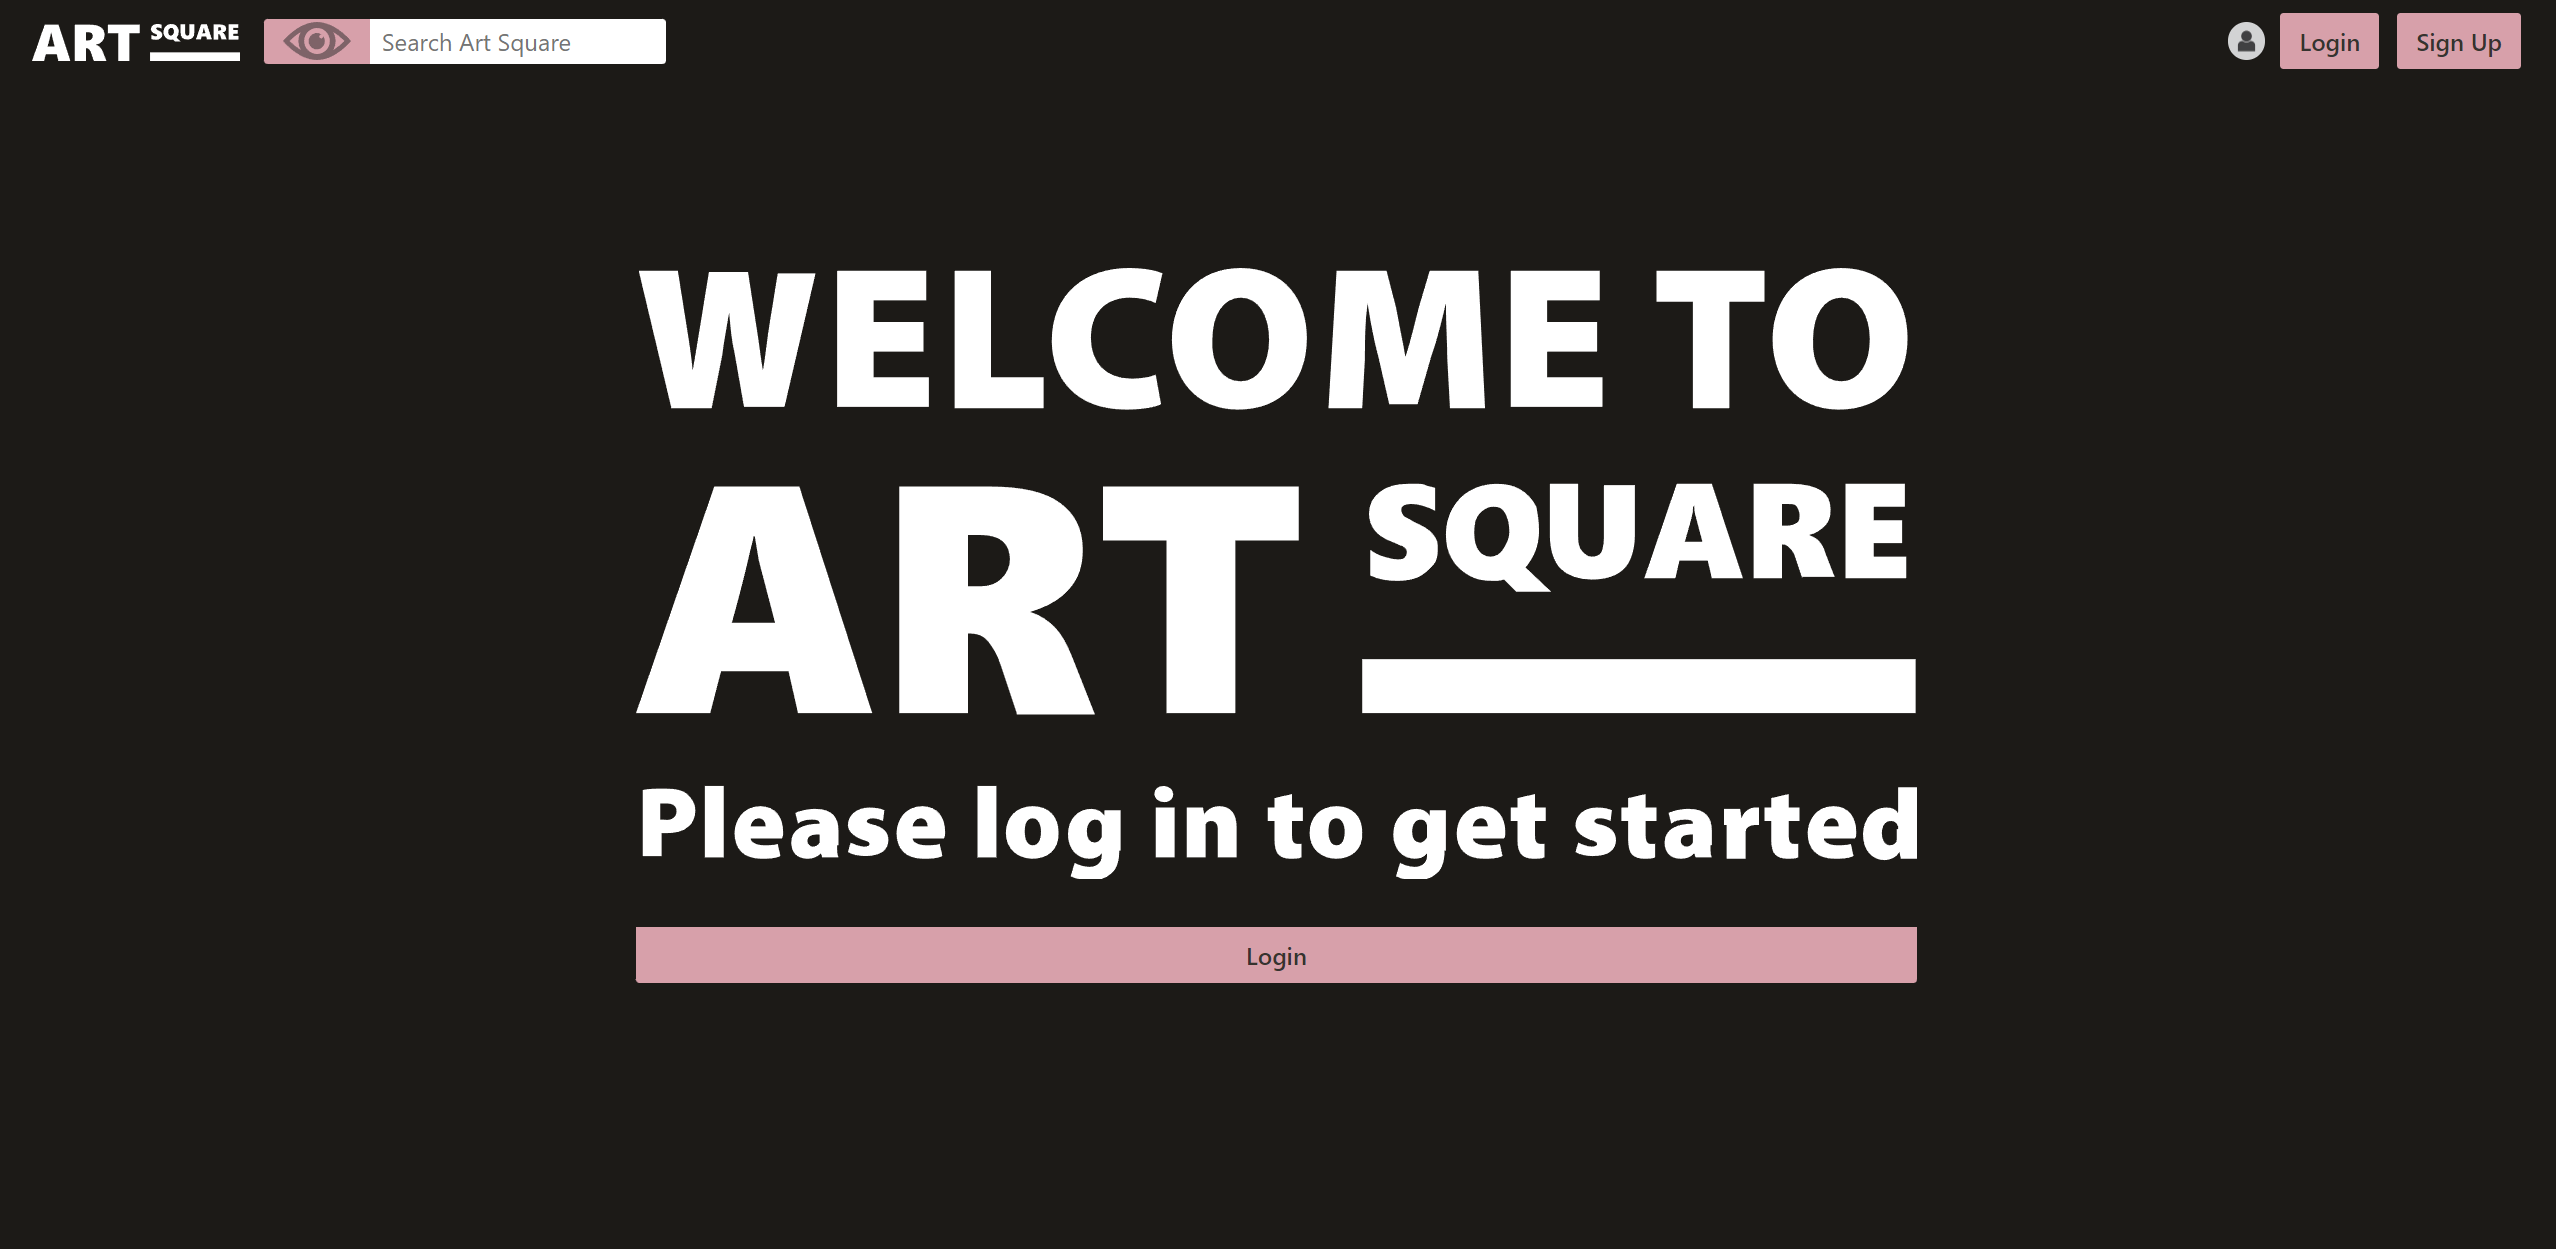 ART SQUARE
Search Art Square
Login
Sign Up
WELCOME TO
ART SQUARE
Please log in to get started
Login